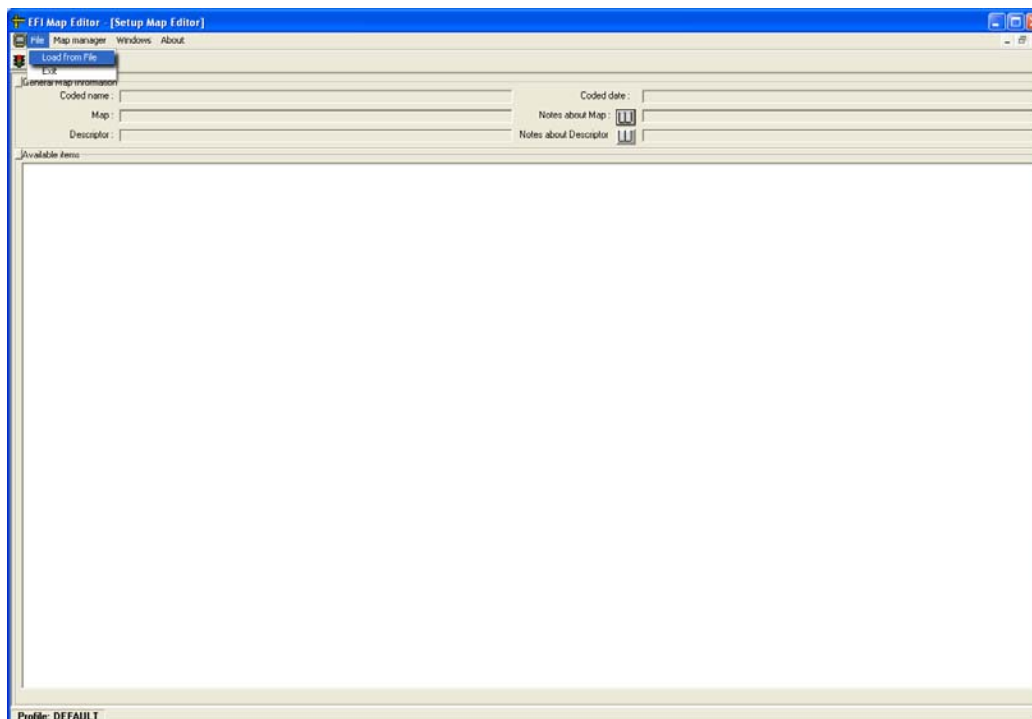 EFI Map Editor - [Setup Map Editor]
File Map manager Windows About
Load from File
Exit
General Map Information
Coded name : Coded date :
Map : Notes about Map :
Descriptor : Notes about Descriptor
Available items
Profile: DEFAULT